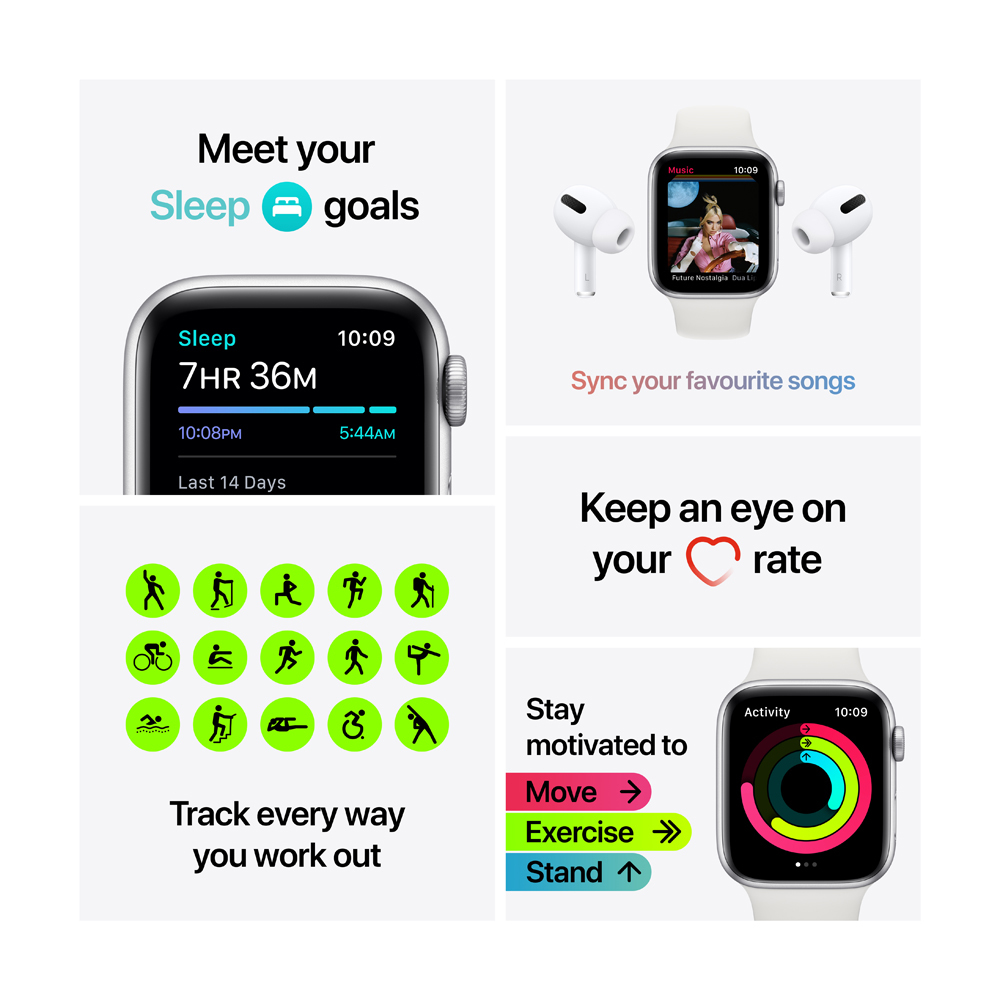 Meet your
Sleep goals
Sleep 10:09
7HR 36M
10:08PM 5:44AM
Last 14 Days
Music 10:09
Future Nostalgia Dua Li
L
R
Sync your favourite songs
Keep an eye on
your rate
Track every way
you work out
Stay
motivated to
Move
Exercise
Stand
Activity 10:09